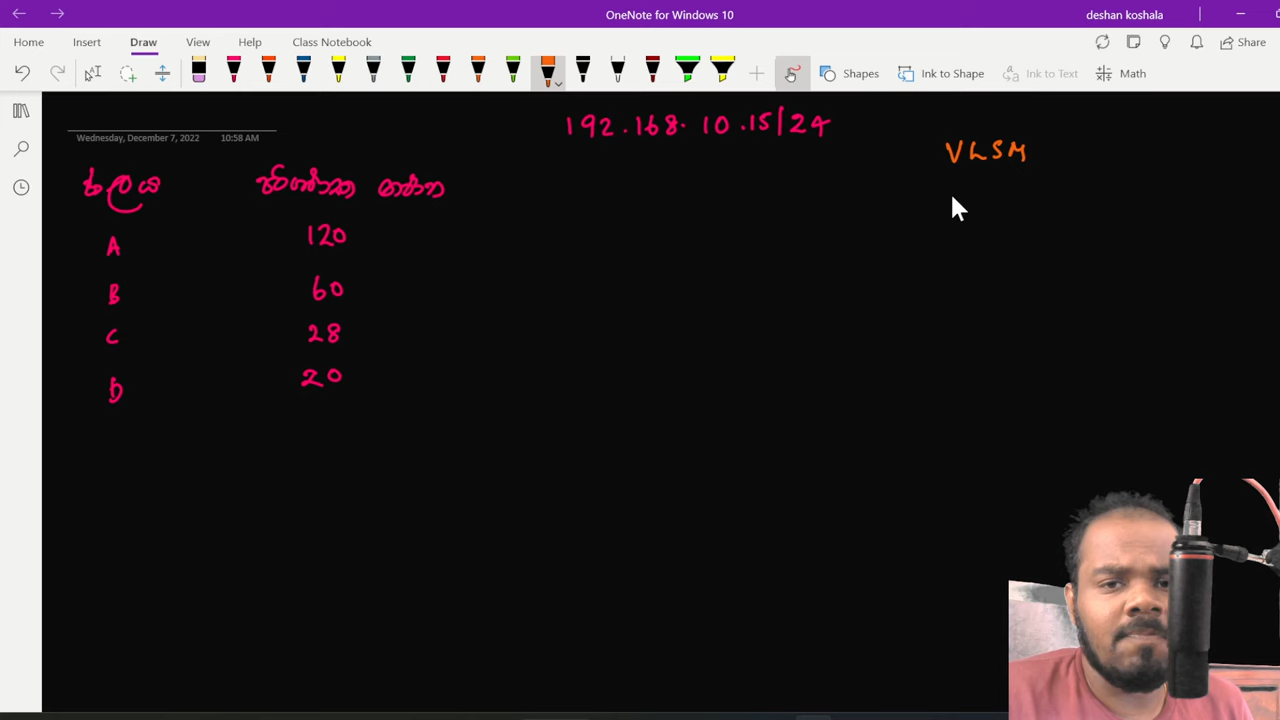 OneNote for Windows 10
deshan koshala
Home Insert Draw View Help Class Notebook
Share
Shapes Ink to Shape Ink to Text Math
192.168.10.15/24
Wednesday, December 7, 2022 10:58 AM
VLSM
A 120
B 60
C 28
D 20